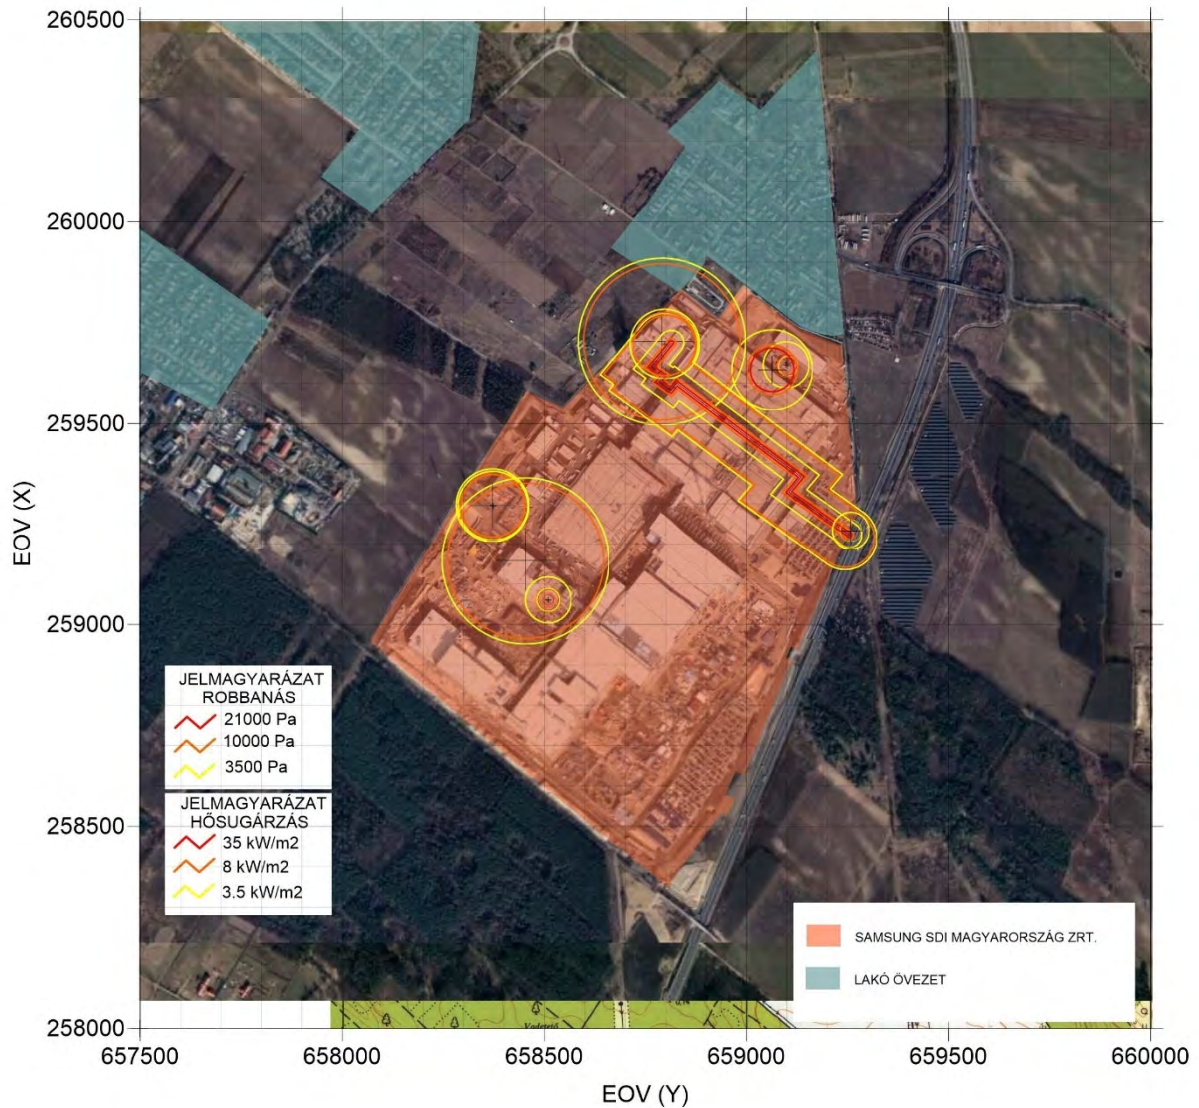 260500
260000
259500
259000
258500
258000
EOV (X)
JELMAGYARÁZAT
ROBBANÁS
21000 Pa
10000 Pa
3500 Pa
JELMAGYARÁZAT
HŐSUGÁRZÁS
35 kW/m2
8 kW/m2
3.5 kW/m2
SAMSUNG SDI MAGYARORSZÁG ZRT.
LAKÓ ÖVEZET
657500
658000
658500
659000
659500
660000
EOV (Y)